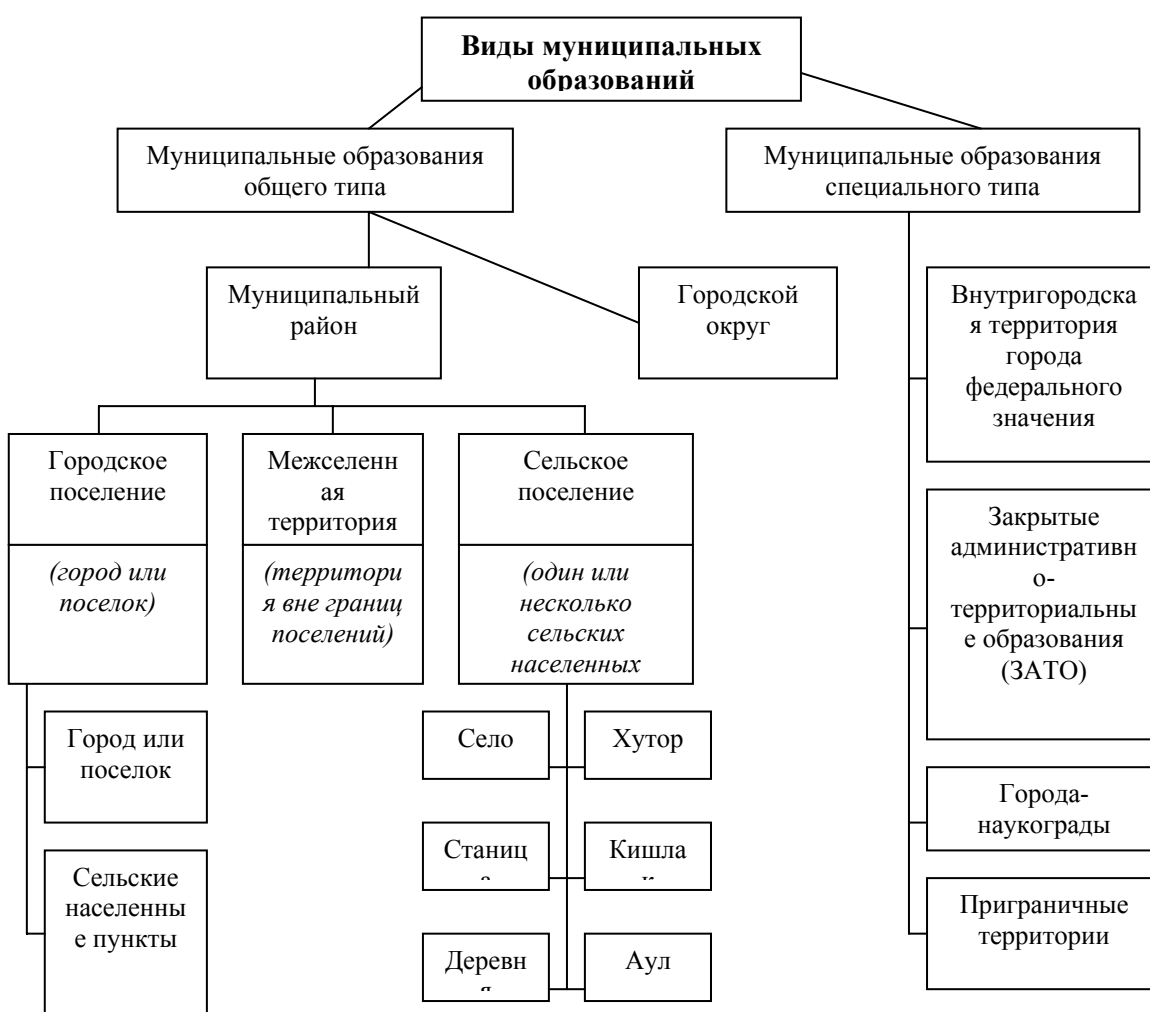 Виды муниципальных
образований
Муниципальные образования
общего типа
Муниципальные образования
специального типа
Муниципальный
район
Городской
округ
Внутригородска
я территория
города
федерального
значения
Городское
поселение
Межселенн
ая
территория
Сельское
поселение
(город или
поселок)
(территори
я вне границ
поселений)
(один или
несколько
сельских
населенных
Закрытые
административн
о-
территориальны
е образования
(ЗАТО)
Город или
поселок
Село
Хутор
Города-
наукограды
Станиц
а
Кишла
к
Сельские
населенны
е пункты
Приграничные
территории
Деревн
я
Аул